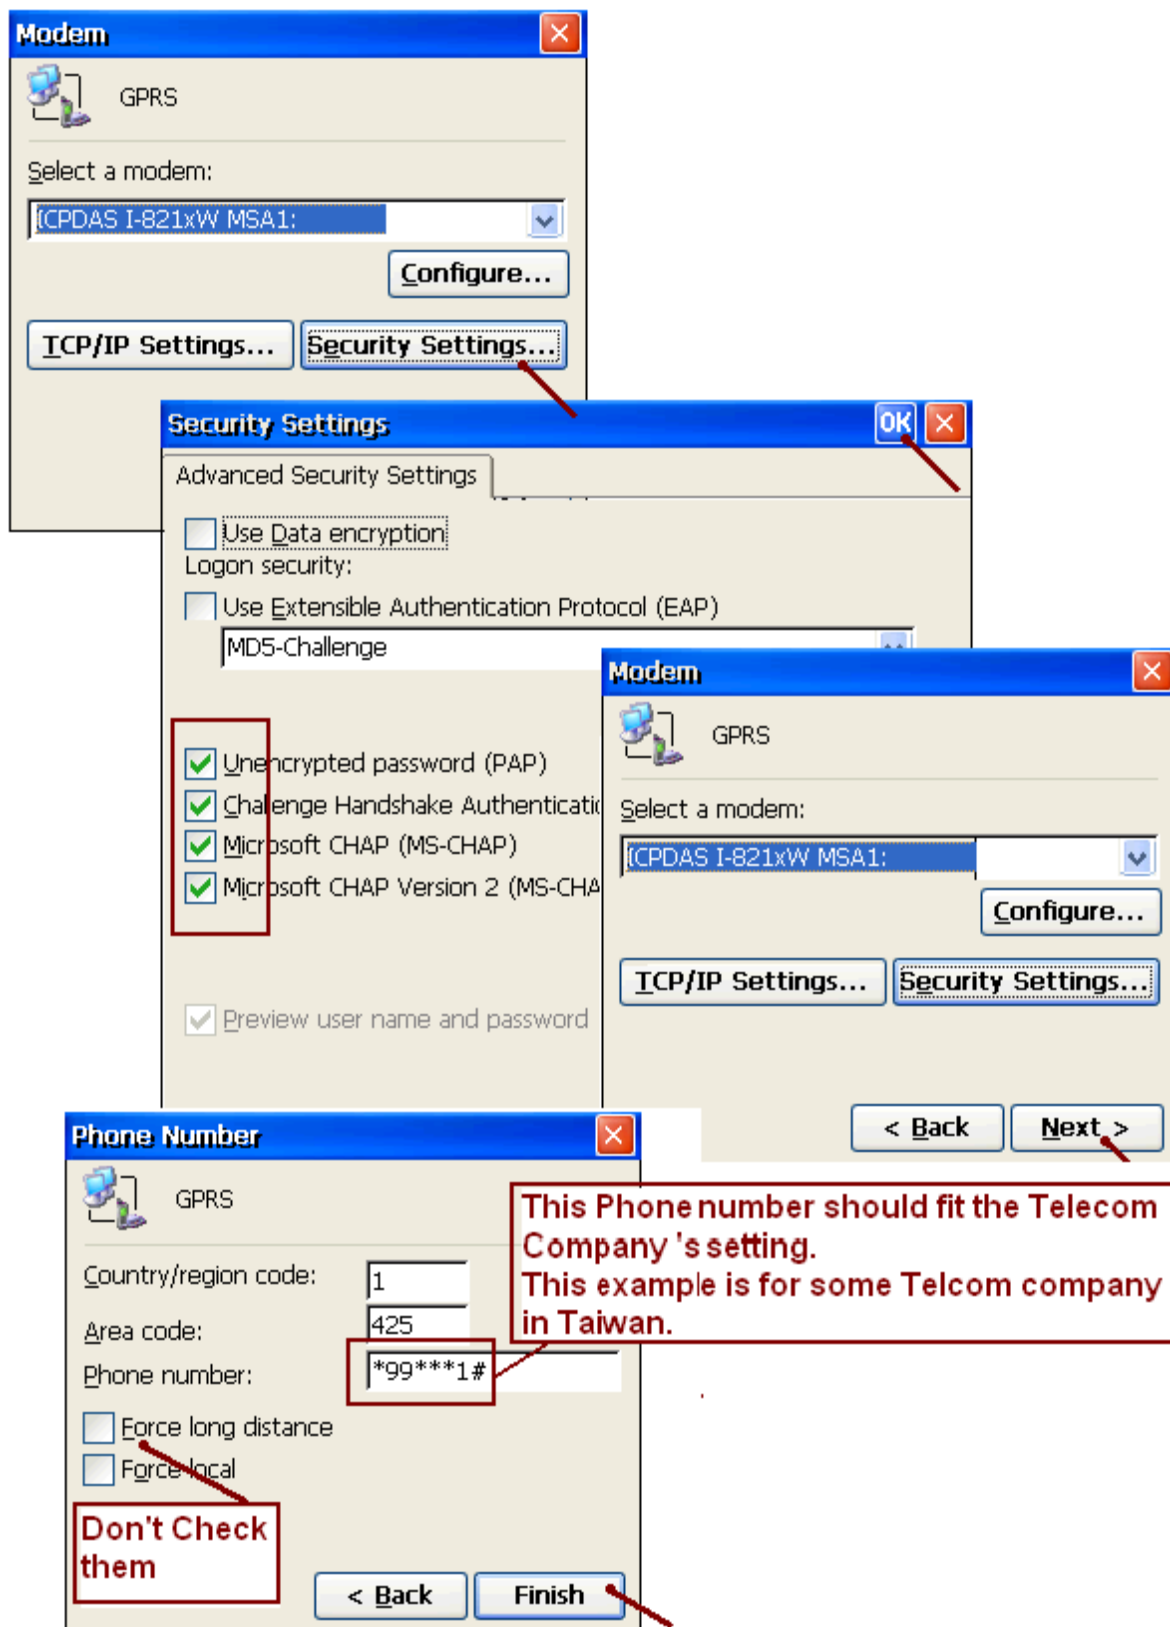 Modem
GPRS
Select a modem:
ICPDAS I-821xW MSA1:
Configure...
TCP/IP Settings...
Security Settings...
Security Settings
OK
Advanced Security Settings
Use Data encryption
Logon security:
Use Extensible Authentication Protocol (EAP)
MD5-Challenge
Unencrypted password (PAP)
Challenge Handshake Authenticatio
Microsoft CHAP (MS-CHAP)
Microsoft CHAP Version 2 (MS-CHA
Preview user name and password
Modem
GPRS
Select a modem:
ICPDAS I-821xW MSA1:
Configure...
TCP/IP Settings...
Security Settings...
< Back
Next >
Phone Number
GPRS
Country/region code:
1
Area code:
425
Phone number:
*99***1#
Force long distance
Force local
This Phone number should fit the Telecom
Company 's setting.
This example is for some Telcom company
in Taiwan.
Don't Check
them
< Back
Finish